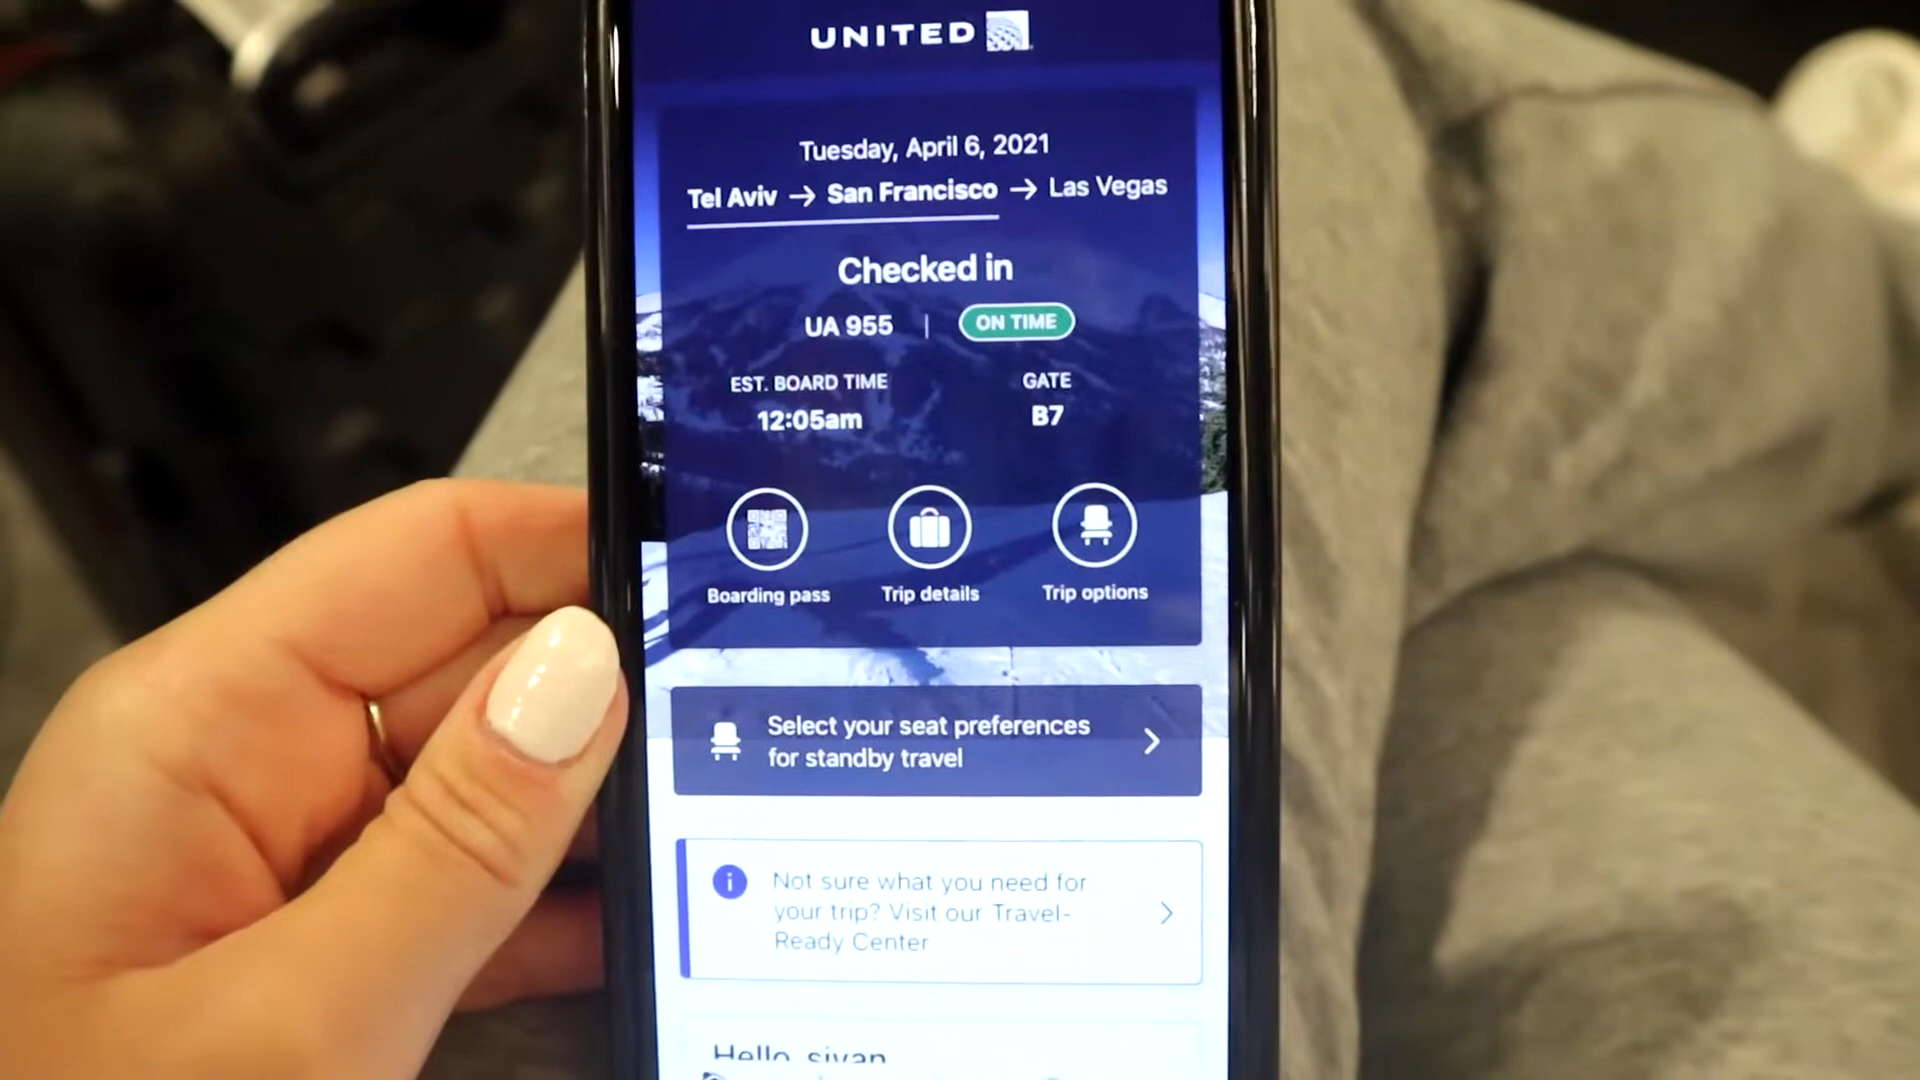 UNITED
Tuesday, April 6, 2021
Tel Aviv → San Francisco → Las Vegas
Checked in
UA 955 | ON TIME
EST. BOARD TIME GATE
12:05am B7
Boarding pass Trip details Trip options
Select your seat preferences
for standby travel
Not sure what you need for
your trip? Visit our Travel-
Ready Center
Hello, sivan